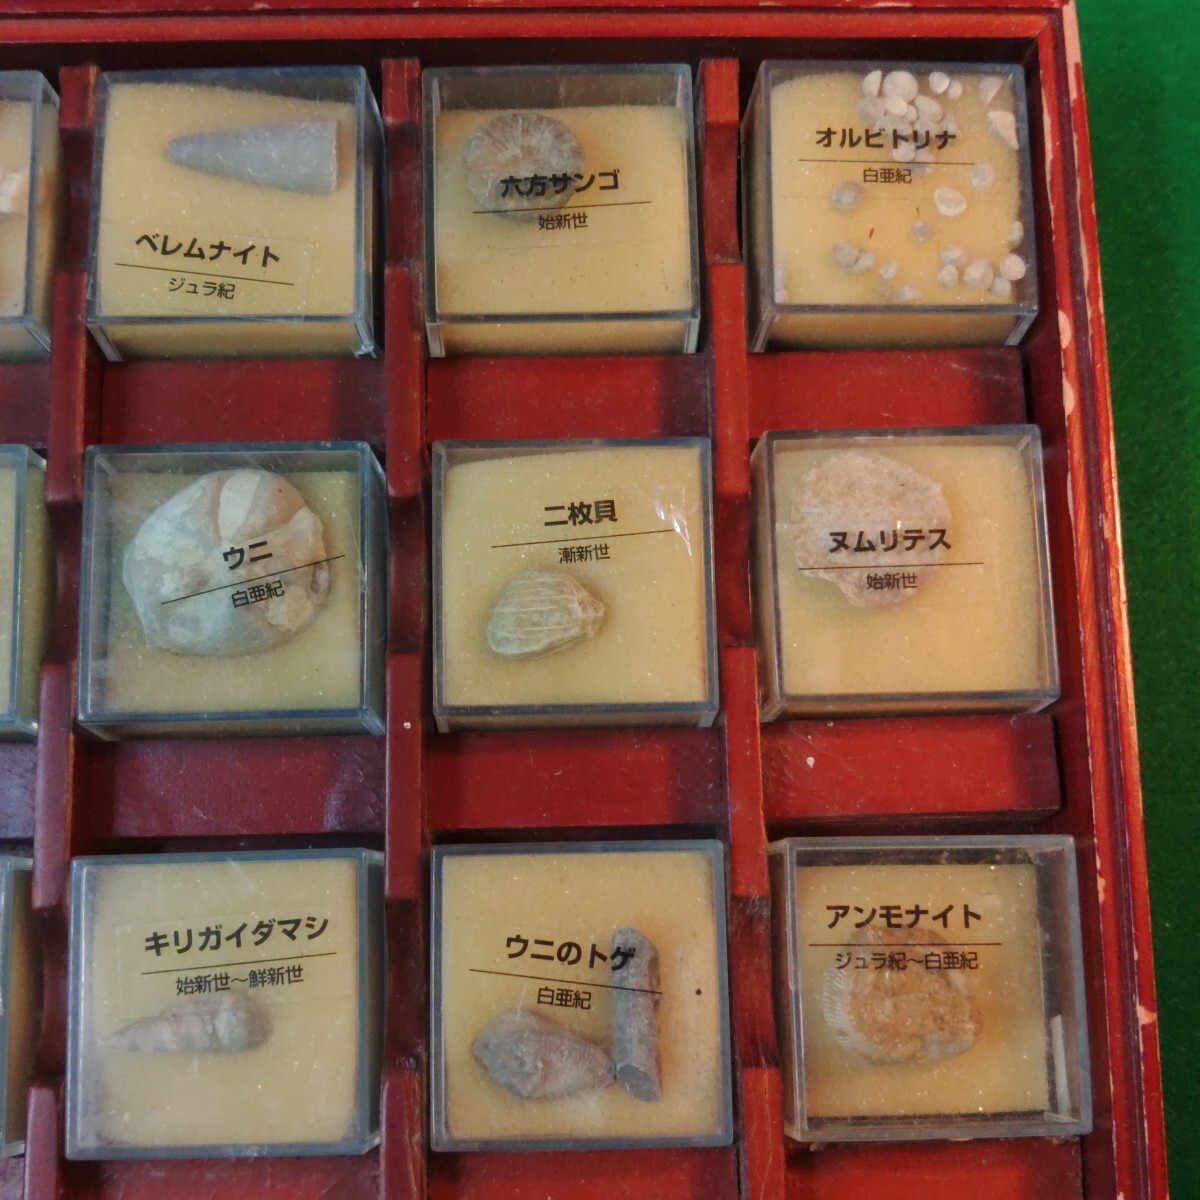 ベレムナイト
ジュラ紀
六方サンゴ
始新世
オルビトリナ
白亜紀
ウニ
白亜紀
二枚貝
漸新世
ヌムリテス
始新世
キリガイダマシ
始新世～鮮新世
ウニのトゲ
白亜紀
アンモナイト
ジュラ紀～白亜紀